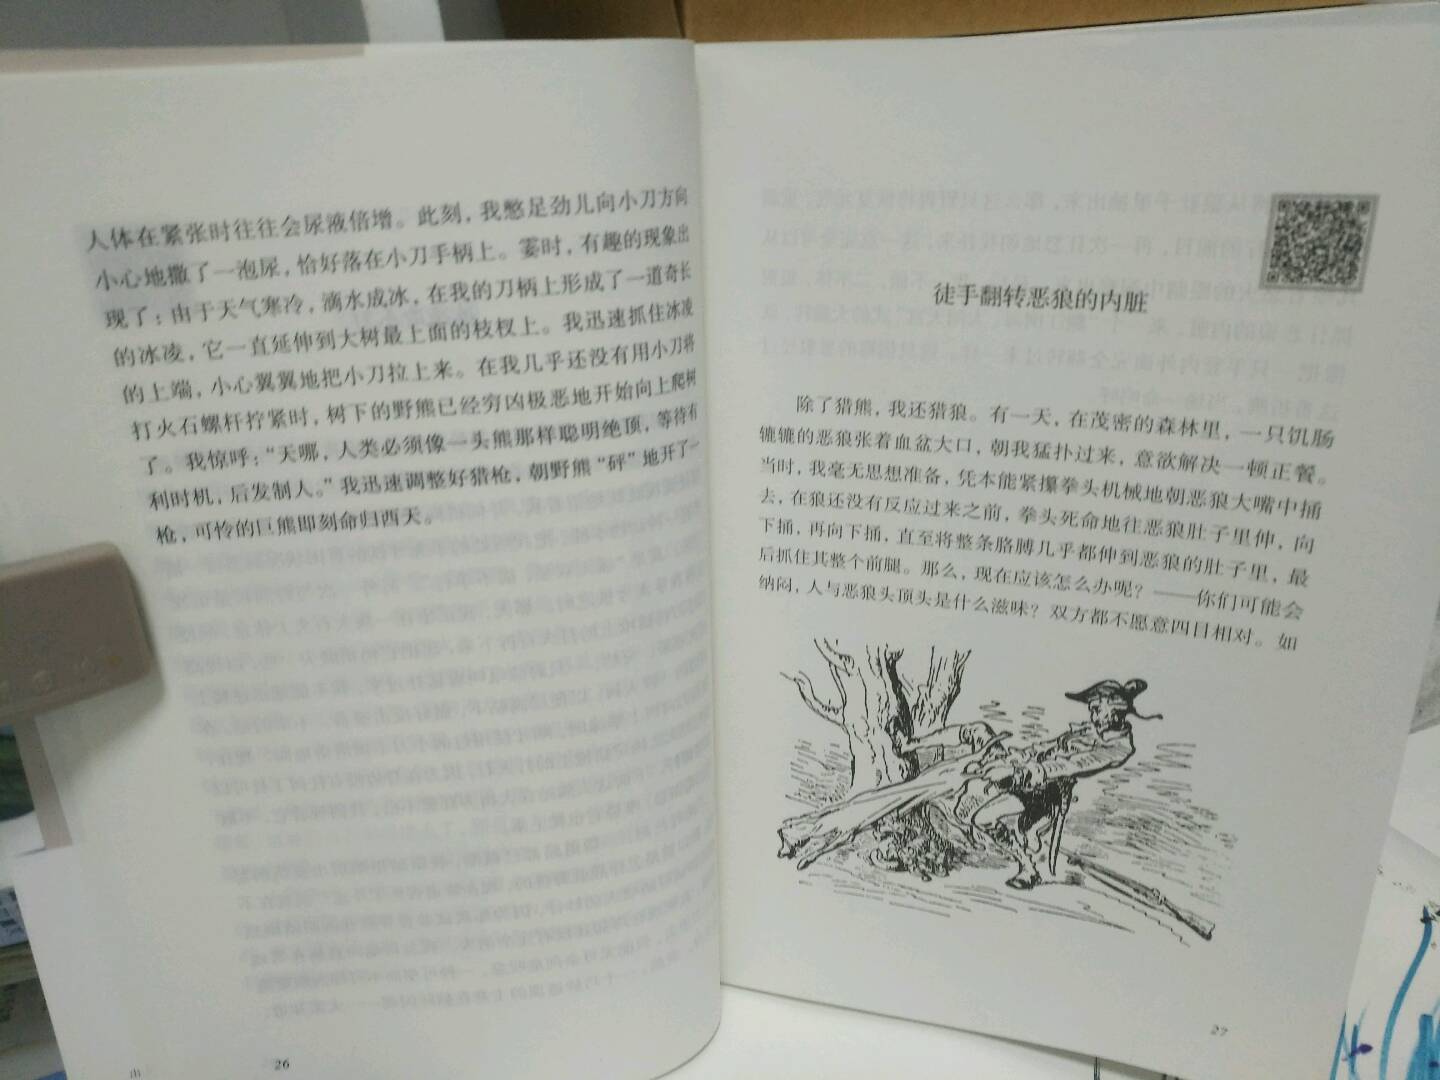 人体在紧张时往往会尿液倍增。此刻，我憋足劲儿向小刀方向
小心地撒了一泡尿，恰好落在小刀手柄上。霎时，有趣的现象出
现了：由于天气寒冷，滴水成冰，在我的刀柄上形成了一道奇长
的冰凌，它一直延伸到大树最上面的枝杈上。我迅速抓住冰凌
的上端，小心翼翼地把小刀拉上来。在我几乎还没有用小刀将
打火石螺杆拧紧时，树下的野熊已经穷凶极恶地开始向上爬树
了。我惊呼：“天哪，人类必须像一头熊那样聪明绝顶，等待有
利时机，后发制人。”我迅速调整好猎枪，朝野熊“砰”地开了一
枪，可怜的巨熊即刻命归西天。
26
徒手翻转恶狼的内脏
除了猎熊，我还猎狼。有一天，在茂密的森林里，一只饥肠
辘辘的恶狼张着血盆大口，朝我猛扑过来，意欲解决一顿正餐。
当时，我毫无思想准备，凭本能紧攥拳头机械地朝恶狼大嘴中捅
去，在狼还没有反应过来之前，拳头死命地往恶狼肚子里伸，向
下捅，再向下捅，直至将整条胳膊几乎都伸到恶狼的肚子里，最
后抓住其整个前腿。那么，现在应该怎么办呢？——你们可能会
纳闷，人与恶狼头顶头是什么滋味？双方都不愿意四目相对。如
27